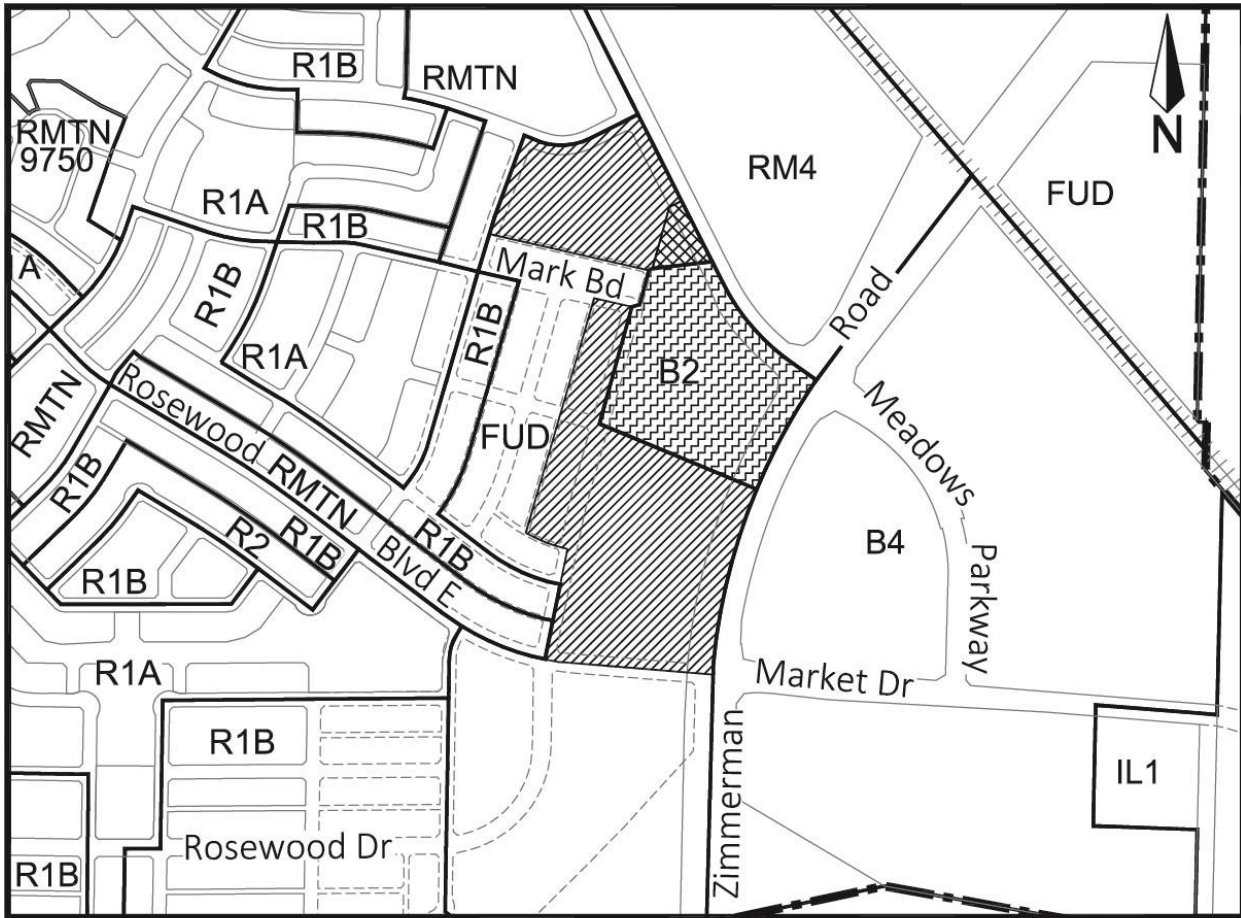 R1B
RMTN
RMTN
9750
RM4
FUD
N
R1A
R1B
A
R1B
Mark Bd
Road
R1B
R1A
B2
RMTN
Rosewood
RMTN
Blvd E
FUD
R1B
Meadows
Parkway
R1B
R2
R1B
R1B
B4
R1A
Market Dr
R1B
Zimmerman
IL1
Rosewood Dr
R1B